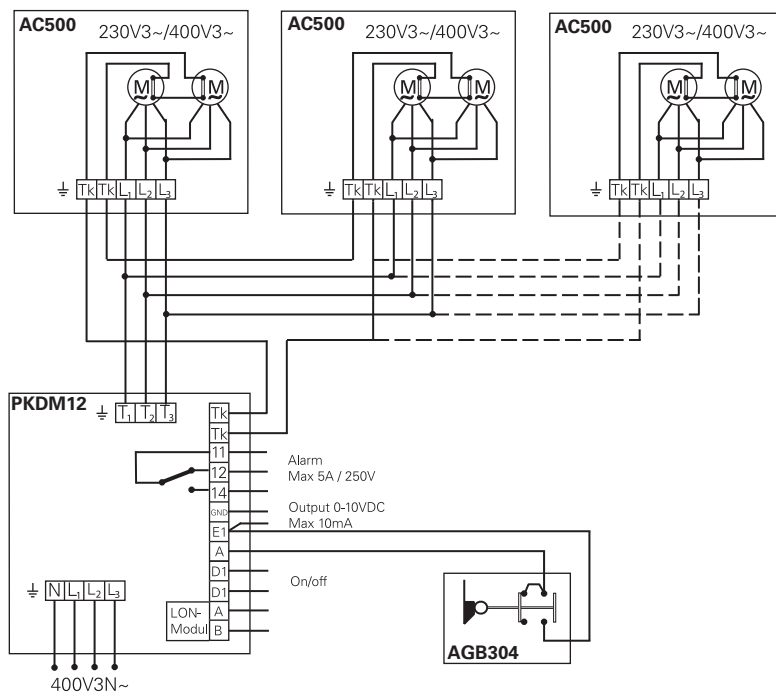 AC500 230V3~/400V3~
M M
Tk Tk L1 L2 L3
AC500 230V3~/400V3~
M M
Tk Tk L1 L2 L3
AC500 230V3~/400V3~
M M
Tk Tk L1 L2 L3
PKDM12
T1 T2 T3
Tk
Tk
11
12
14
GND
E1
A
D1
D1
A
B
LON-
Modul
Alarm
Max 5A / 250V
Output 0-10VDC
Max 10mA
On/off
N L1 L2 L3
400V3N~
AGB304